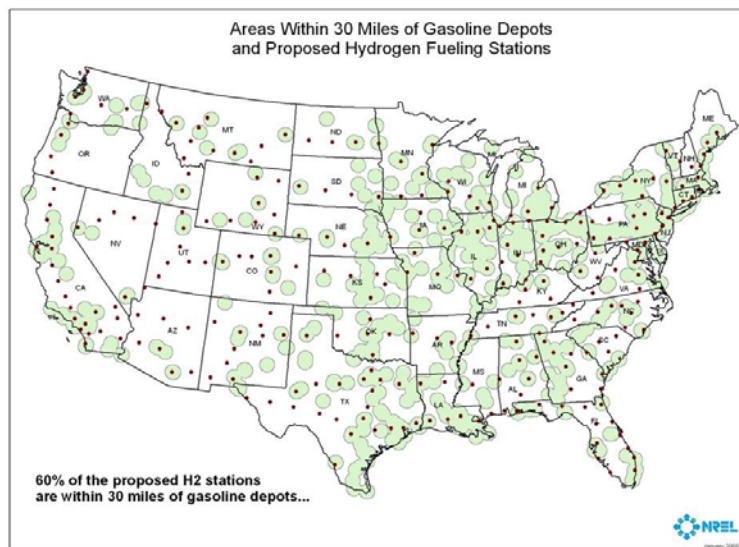 Areas Within 30 Miles of Gasoline Depots
and Proposed Hydrogen Fueling Stations
WA
ME
MT
ND
MN
VT
NH
OR
ID
SD
WI
MI
NY
MA
CT
WY
IA
PA
NJ
NE
NV
UT
IL
IN
OH
MD
CO
WV
CA
KS
MO
KY
VA
TN
NC
AZ
NM
OK
AR
SC
MS
AL
GA
TX
LA
FL
60% of the proposed H2 stations
are within 30 miles of gasoline depots...
NREL